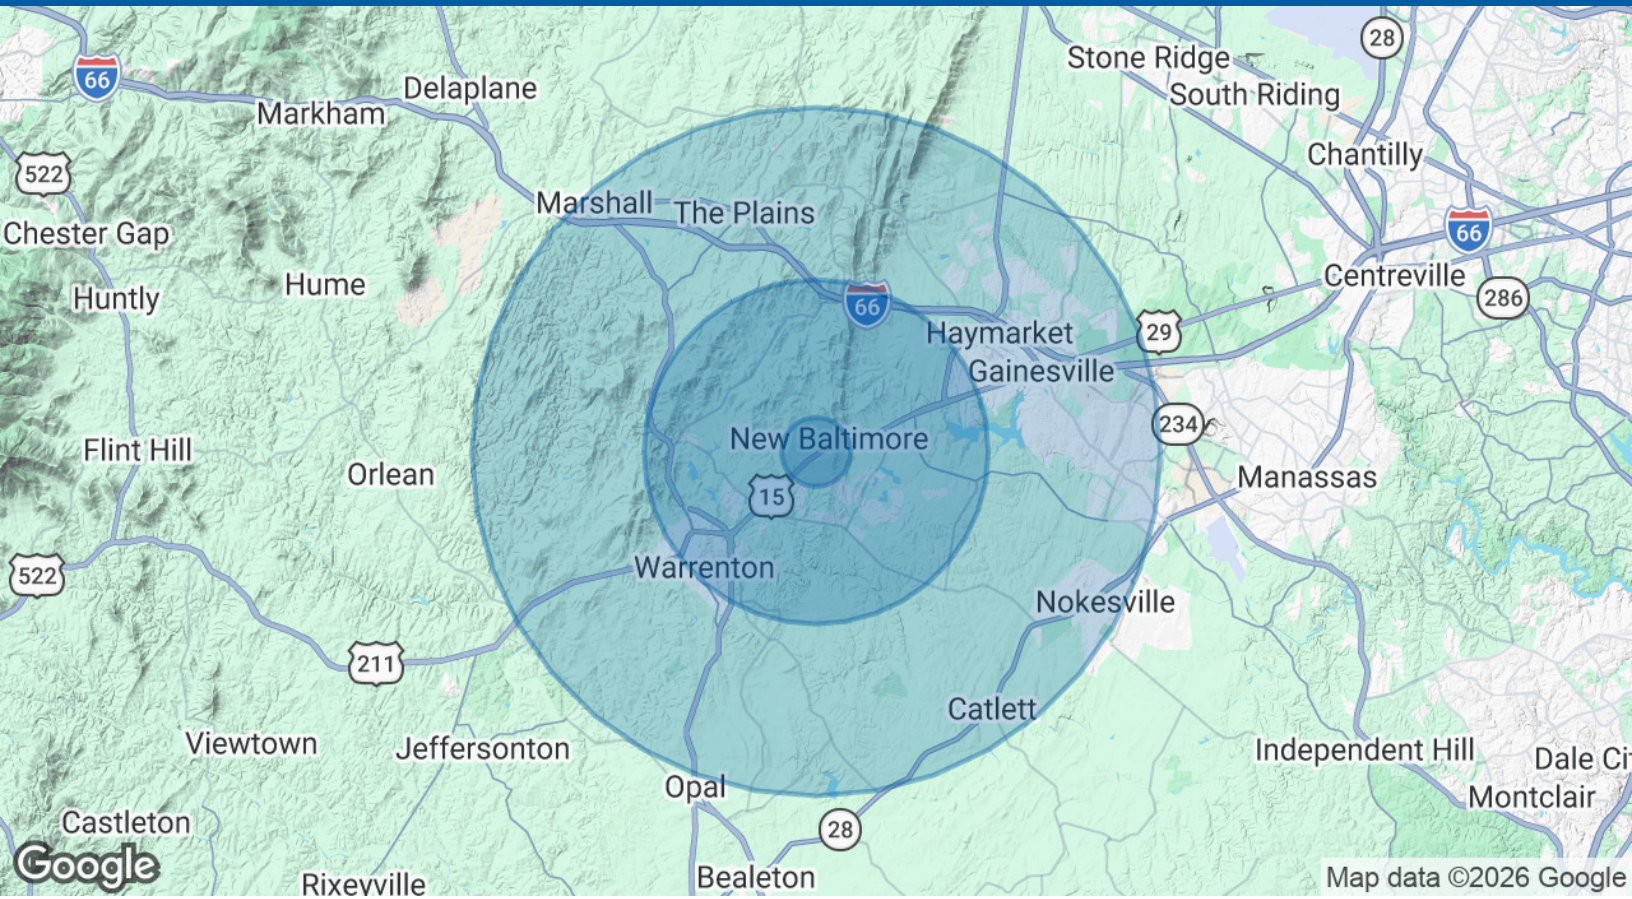 28
Stone Ridge
66
Delaplane
South Riding
Markham
Chantilly
522
Marshall
The Plains
Chester Gap
66
Centreville
Hume
Huntly
286
66
Haymarket
29
Gainesville
234
New Baltimore
Flint Hill
Orlean
Manassas
15
Warrenton
522
Nokesville
211
Catlett
Viewtown
Jeffersonton
Independent Hill
Dale Cit
Opal
Montclair
Castleton
28
Google
Rixeyville
Bealeton
Map data ©2026 Google